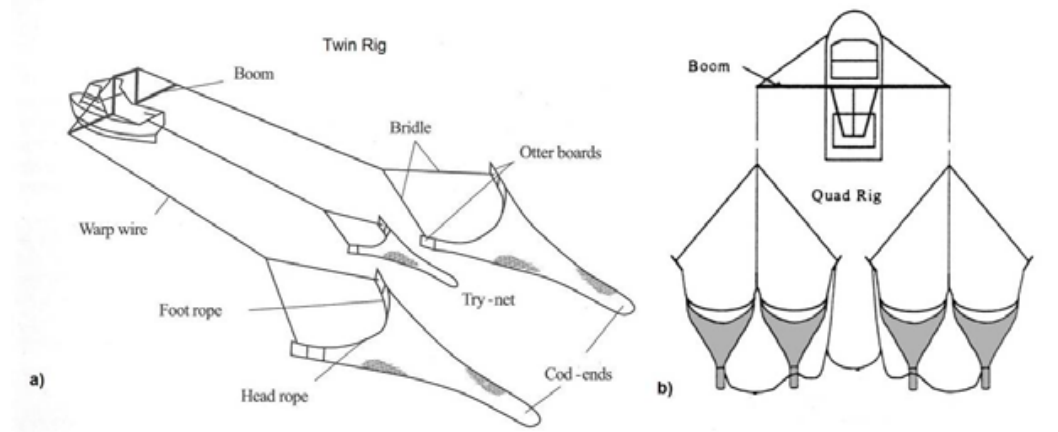 Twin Rig
Boom
Bridle
Otter boards
Warp wire
Try-net
Foot rope
Cod-ends
Head rope
a)
Boom
Quad Rig
b)